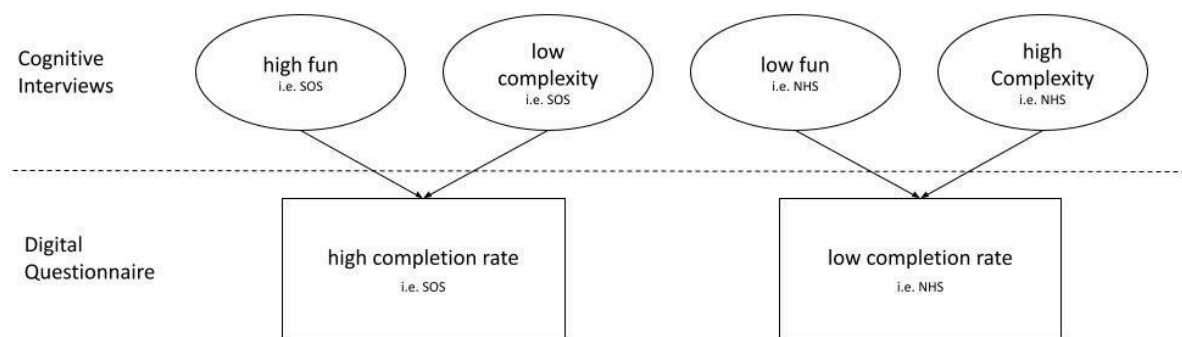 Cognitive
Interviews
high fun
i.e. SOS
low
complexity
i.e. SOS
low fun
i.e. NHS
high
Complexity
i.e. NHS
Digital
Questionnaire
high completion rate
i.e. SOS
low completion rate
i.e. NHS